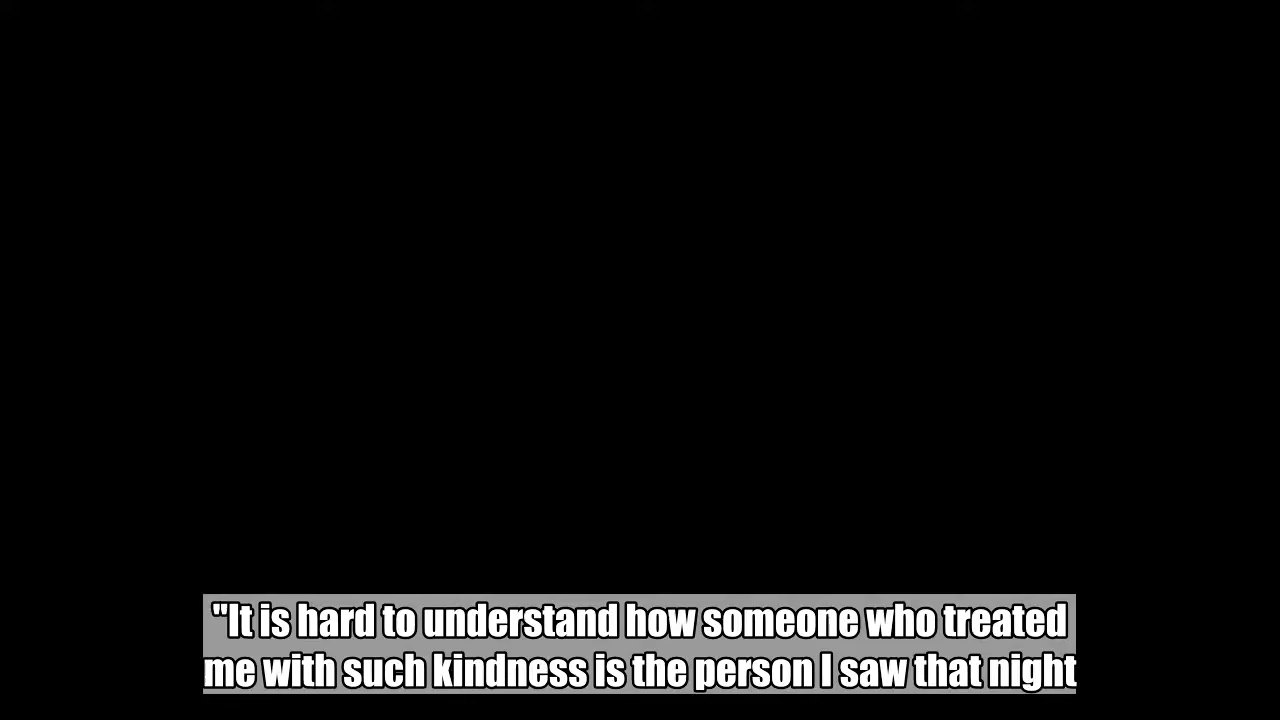 "It is hard to understand how someone who treated
me with such kindness is the person I saw that night